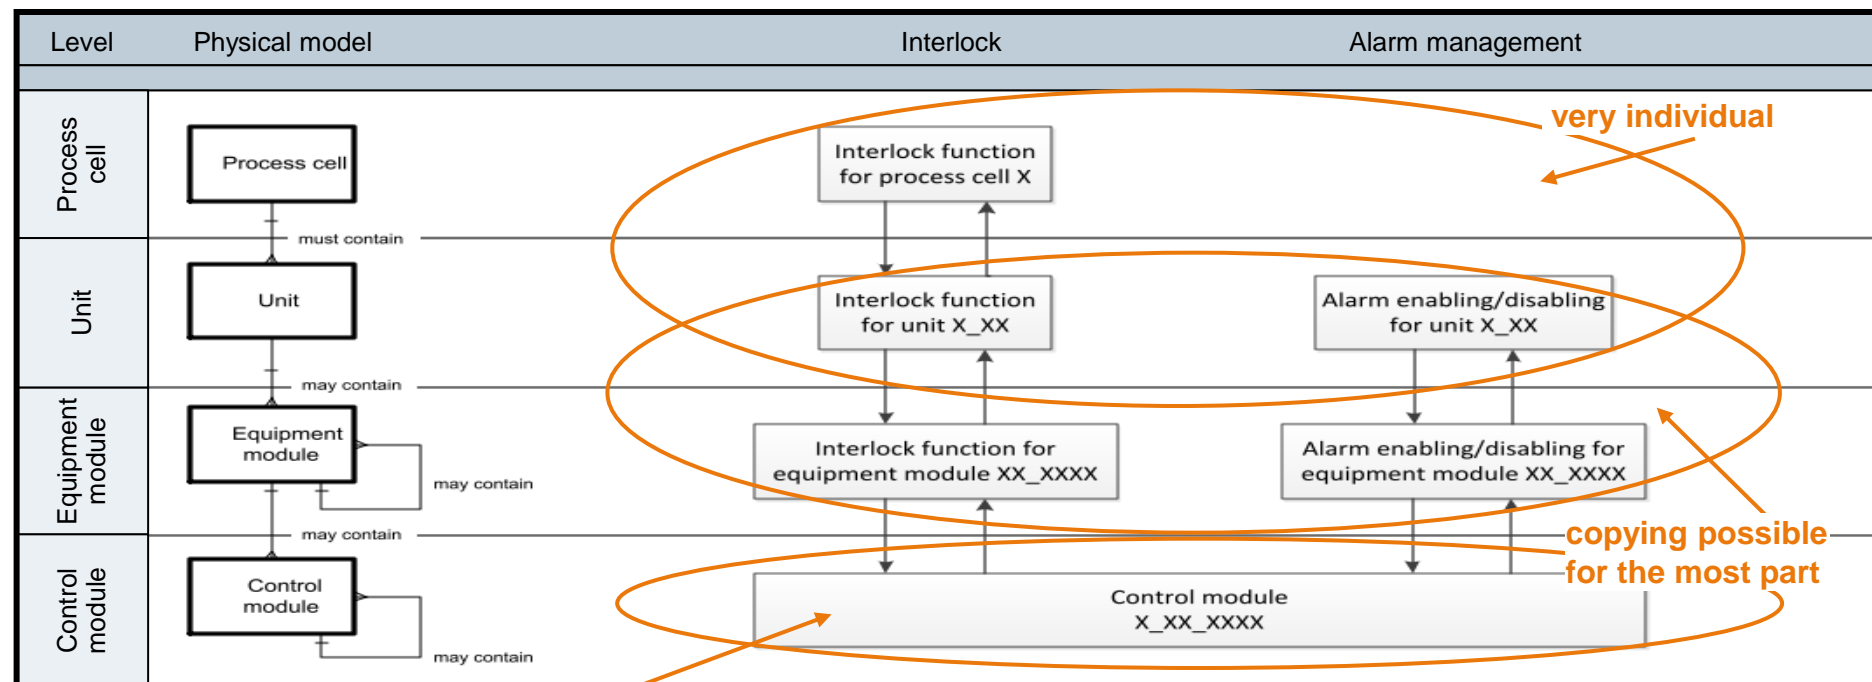 Level
Physical model
Interlock
Alarm management
Process
cell
Process cell
Interlock function
for process cell X
very individual
must contain
Unit
Unit
Interlock function
for unit X_XX
Alarm enabling/disabling
for unit X_XX
may contain
Equipment
module
Equipment
module
may contain
Interlock function for
equipment module XX_XXXX
Alarm enabling/disabling for
equipment module XX_XXXX
may contain
copying possible
for the most part
Control
module
Control
module
may contain
Control module
X_XX_XXXX